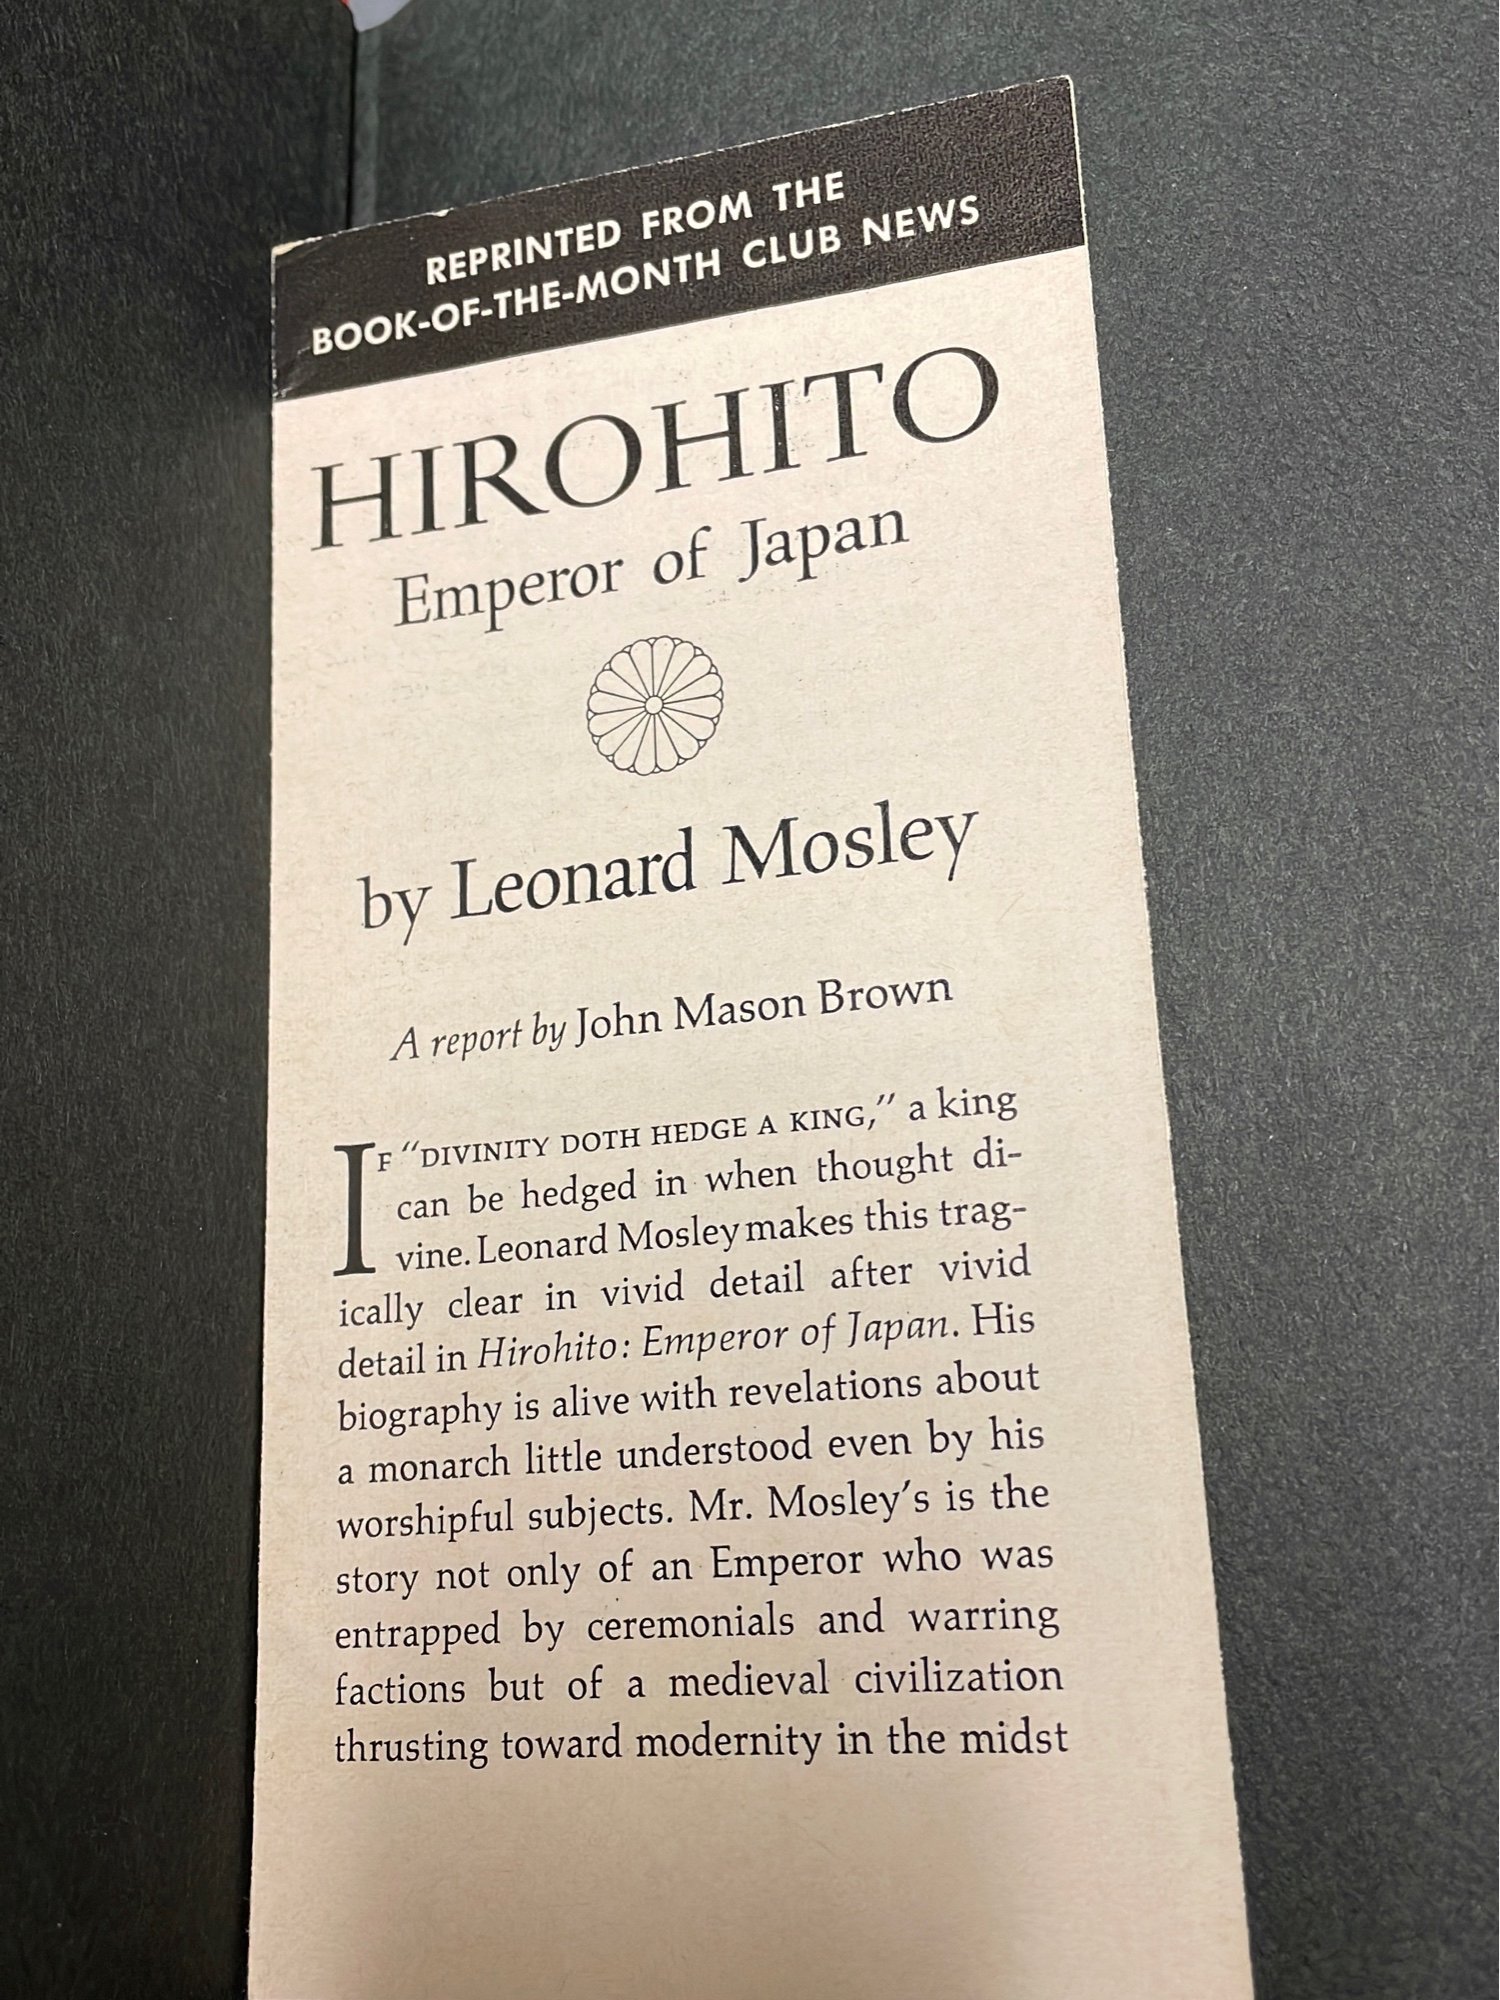 REPRINTED FROM THE
BOOK-OF-THE-MONTH CLUB NEWS
HIROHITO
Emperor of Japan
by Leonard Mosley
A report by John Mason Brown
IF "DIVINITY DOTH HEDGE A KING," a king
can be hedged in when thought di-
vine. Leonard Mosley makes this trag-
ically clear in vivid detail after vivid
detail in Hirohito: Emperor of Japan. His
biography is alive with revelations about
a monarch little understood even by his
worshipful subjects. Mr. Mosley's is the
story not only of an Emperor who was
entrapped by ceremonials and warring
factions but of a medieval civilization
thrusting toward modernity in the midst